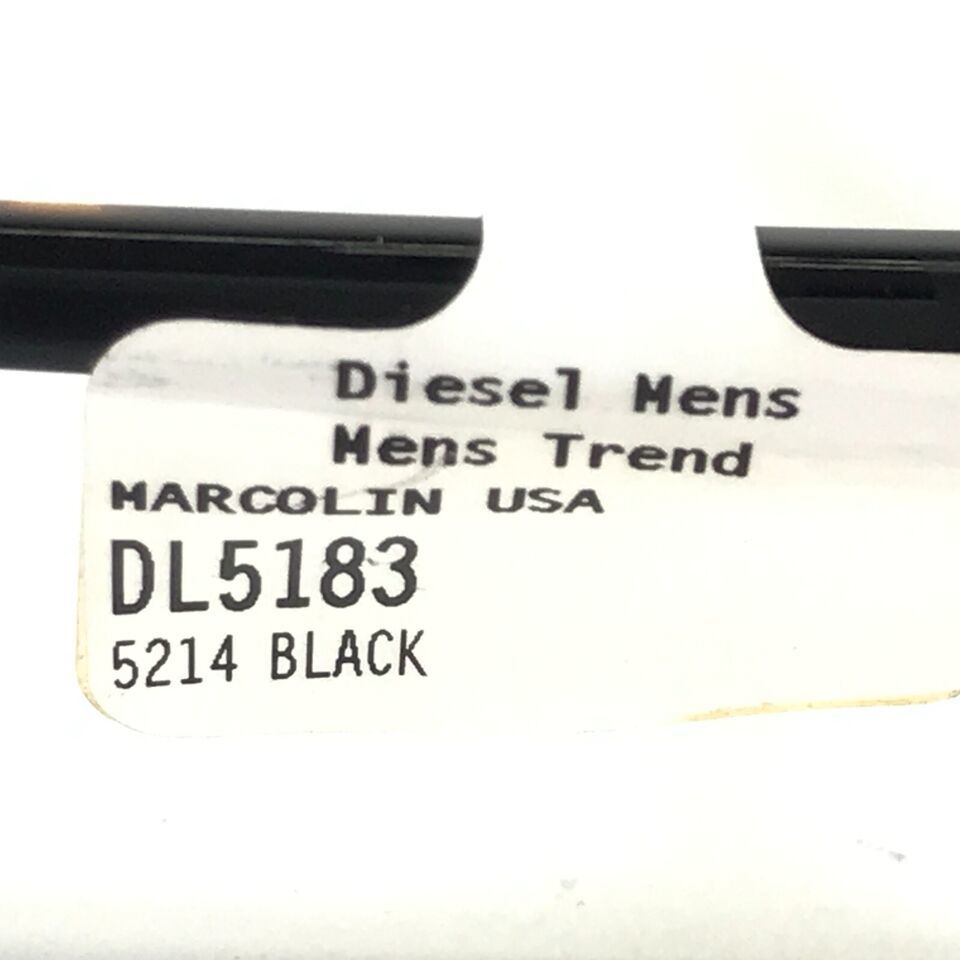 Diesel Mens
Mens Trend
MARCOLIN USA
DL5183
5214 BLACK